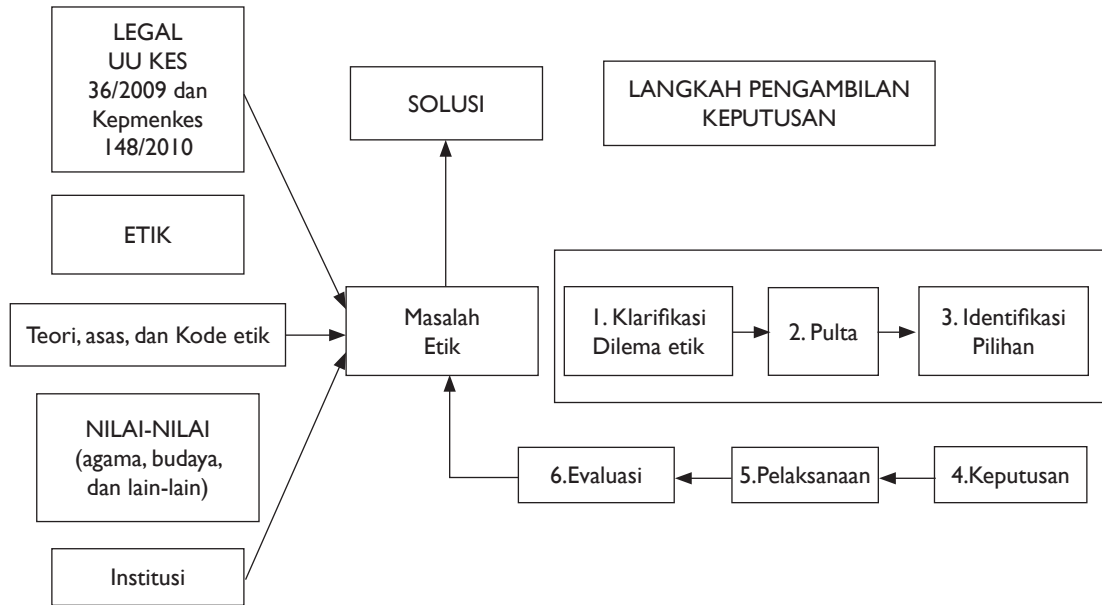 LEGAL
UU KES
36/2009 dan
Kepmenkes
148/2010
ETIK
Teori, asas, dan Kode etik
NILAI-NILAI
(agama, budaya,
dan lain-lain)
Institusi
SOLUSI
Masalah
Etik
LANGKAH PENGAMBILAN
KEPUTUSAN
1. Klarifikasi
Dilema etik
2. Pulta
3. Identifikasi
Pilihan
4.Keputusan
5.Pelaksanaan
6.Evaluasi